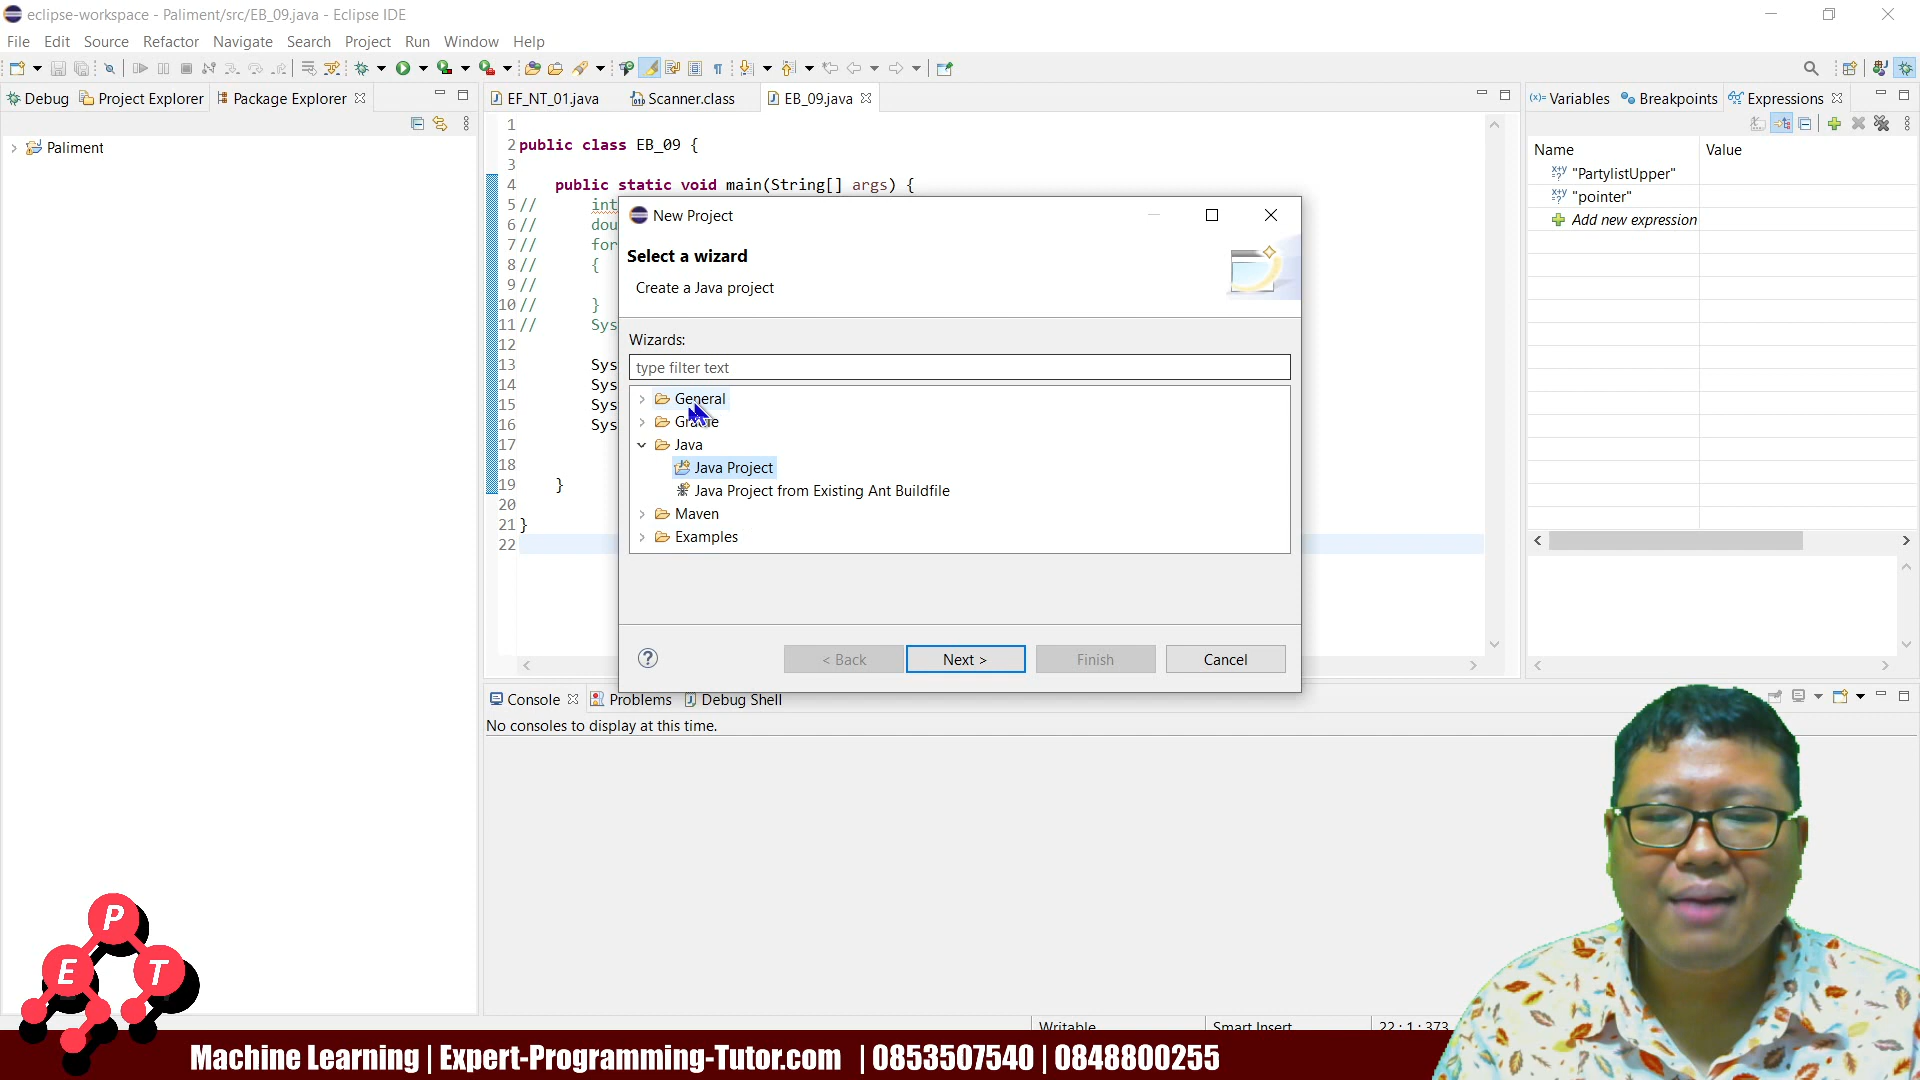 eclipse-workspace - Paliment/src/EB_09.java - Eclipse IDE
File Edit Source Refactor Navigate Search Project Run Window Help
Debug Project Explorer Package Explorer
EF_NT_01.java Scanner.class EB_09.java
Variables Breakpoints Expressions
Paliment
1
2 public class EB_09 {
3
4 public static void main(String[] args) {
5 // int
6 // dou
7 // for
8 // {
9 //
10 // }
11 // Sys
12
13 Sys
14 Sys
15 Sys
16 Sys
17
18
19 }
20
21 }
22
New Project
Select a wizard
Create a Java project
Wizards:
type filter text
General
Java
Java Project
Java Project from Existing Ant Buildfile
Maven
Examples
< Back Next > Finish Cancel
Name Value
"PartylistUpper"
"pointer"
Add new expression
Console Problems Debug Shell
No consoles to display at this time.
Writable Smart Insert 22 : 1 : 373
P
E T
Machine Learning | Expert-Programming-Tutor.com | 0853507540 | 0848800255